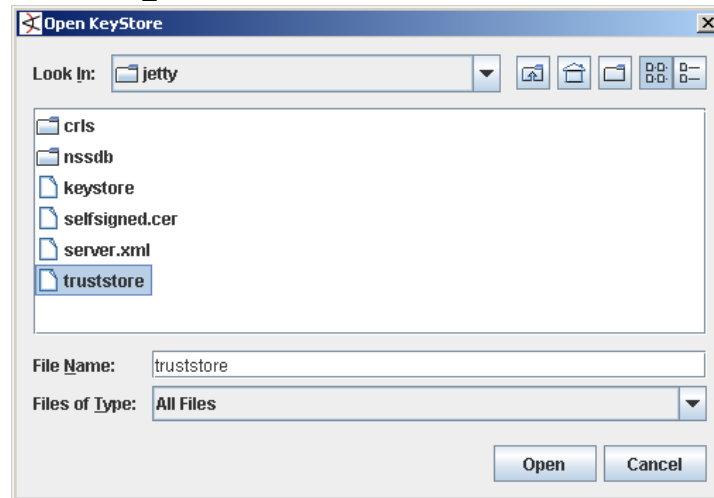 Open KeyStore
Look In: jetty
crls
nssdb
keystore
selfsigned.cer
server.xml
truststore
File Name: truststore
Files of Type: All Files
Open Cancel